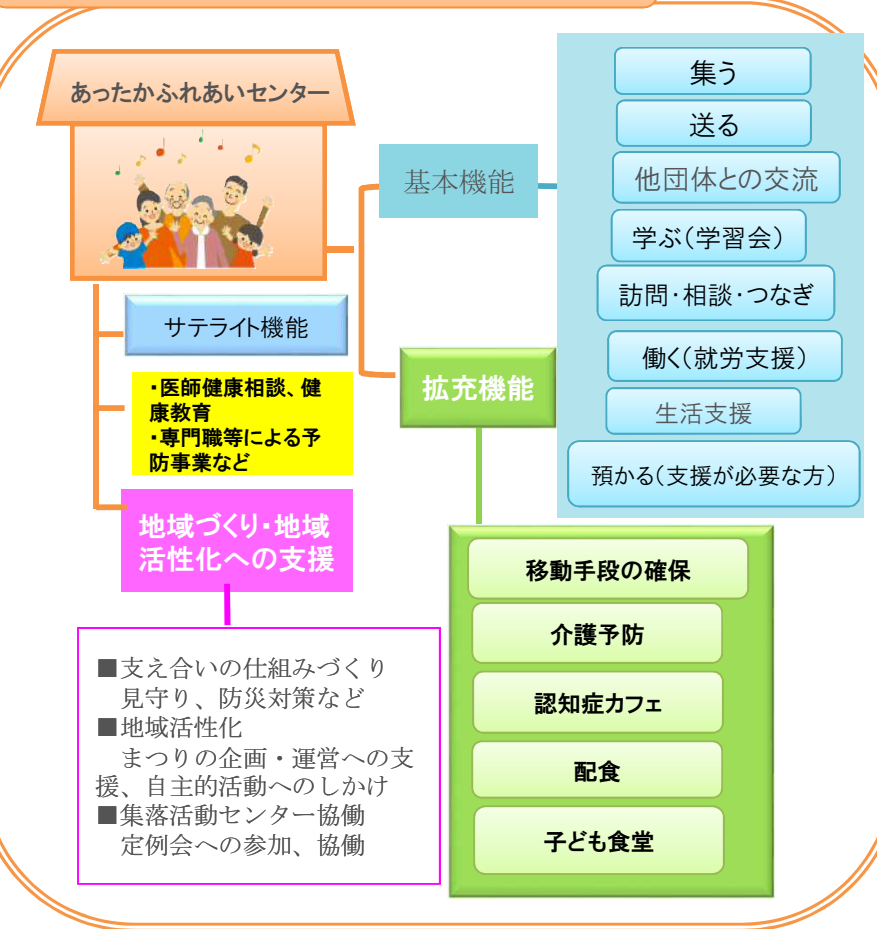 あったかふれあいセンター
基本機能
集う
送る
他団体との交流
学ぶ(学習会)
訪問・相談・つなぎ
働く(就労支援)
生活支援
預かる(支援が必要な方)
サテライト機能
・医師健康相談、健
康教育
・専門職等による予
防事業など
地域づくり・地域
活性化への支援
■支え合いの仕組みづくり
見守り、防災対策など
■地域活性化
まつりの企画・運営への支
援、自主的活動へのしかけ
■集落活動センター協働
定例会への参加、協働
拡充機能
移動手段の確保
介護予防
認知症カフェ
配食
子ども食堂